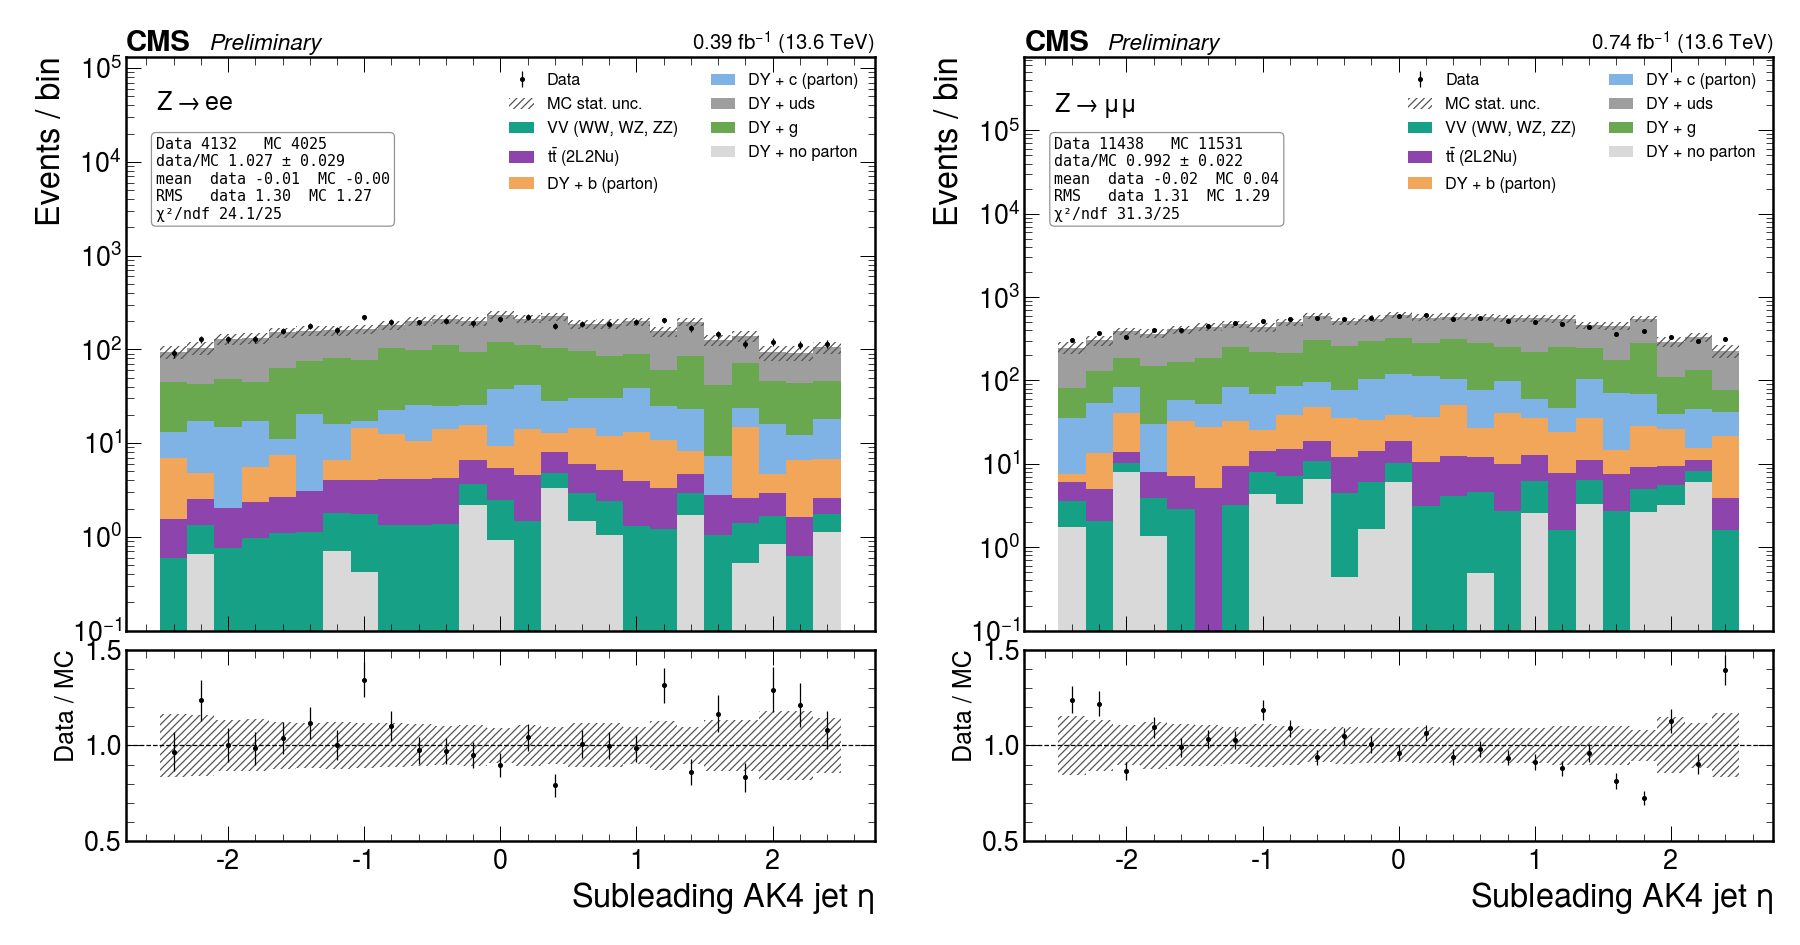 CMS Preliminary 0.39 fb⁻¹ (13.6 TeV)
Events / bin
10⁵
10⁴
10³
10²
10¹
10⁰
10⁻¹
Z→ee
Data 4132 MC 4025
data/MC 1.027 ± 0.029
mean data -0.01 MC -0.00
RMS data 1.30 MC 1.27
χ²/ndf 24.1/25
Data
MC stat. unc.
VV (WW, WZ, ZZ)
tt̄ (2L2Nu)
DY + b (parton)
DY + c (parton)
DY + uds
DY + g
DY + no parton
Data / MC
1.5
1.0
0.5
-2 -1 0 1 2
Subleading AK4 jet η
CMS Preliminary 0.74 fb⁻¹ (13.6 TeV)
Events / bin
10⁵
10⁴
10³
10²
10¹
10⁰
10⁻¹
Z→μμ
Data 11438 MC 11531
data/MC 0.992 ± 0.022
mean data -0.02 MC 0.04
RMS data 1.31 MC 1.29
χ²/ndf 31.3/25
Data
MC stat. unc.
VV (WW, WZ, ZZ)
tt̄ (2L2Nu)
DY + b (parton)
DY + c (parton)
DY + uds
DY + g
DY + no parton
Data / MC
1.5
1.0
0.5
-2 -1 0 1 2
Subleading AK4 jet η